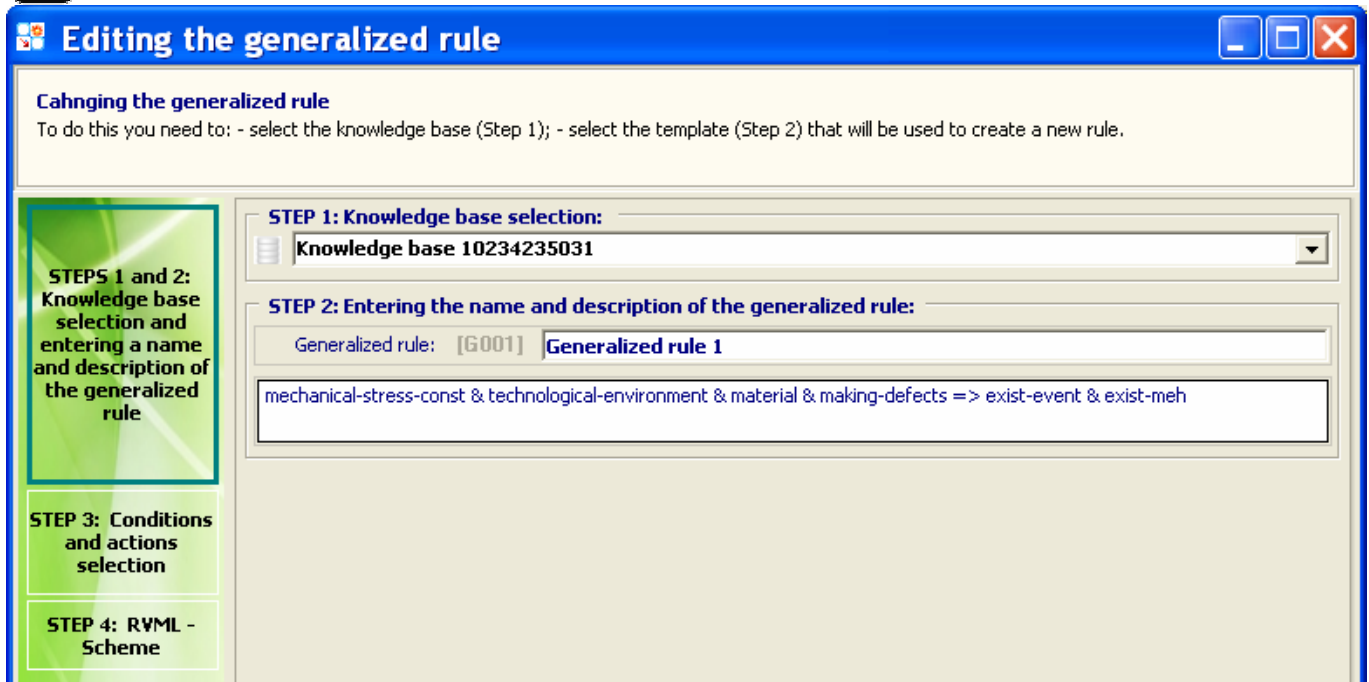 Editing the generalized rule
Cahnging the generalized rule
To do this you need to: - select the knowledge base (Step 1); - select the template (Step 2) that will be used to create a new rule.
STEPS 1 and 2:
Knowledge base
selection and
entering a name
and description of
the generalized
rule
STEP 3: Conditions
and actions
selection
STEP 4: RVML -
Scheme
STEP 1: Knowledge base selection:
Knowledge base 10234235031
STEP 2: Entering the name and description of the generalized rule:
Generalized rule: [G001] Generalized rule 1
mechanical-stress-const & technological-environment & material & making-defects => exist-event & exist-meh